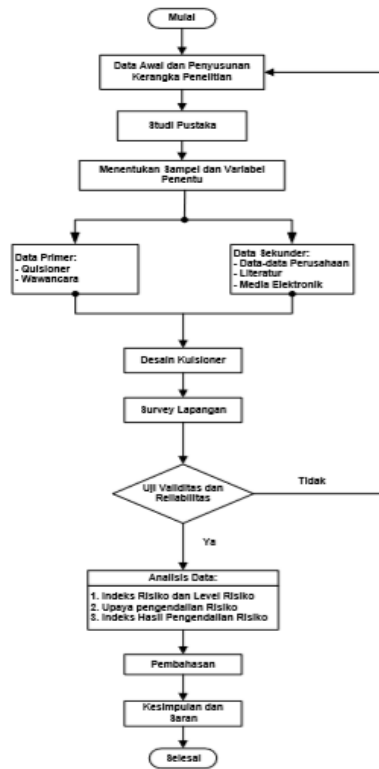 Mulai
Data Awal dan Penyusunan
Kerangka Penelitian
Studi Pustaka
Menentukan Sampel dan Variabel
Penentu
Data Primer:
- Quisioner
- Wawancara
Data Sekunder:
- Data-data Perusahaan
- Literatur
- Media Elektronik
Desain Kuisioner
Survey Lapangan
Uji Validitas dan
Reliabilitas
Tidak
Ya
Analisis Data:
1. Indeks Risiko dan Level Risiko
2. Upaya pengendalian Risiko
3. Indeks Hasil Pengendalian Risiko
Pembahasan
Kesimpulan dan
Saran
Selesai